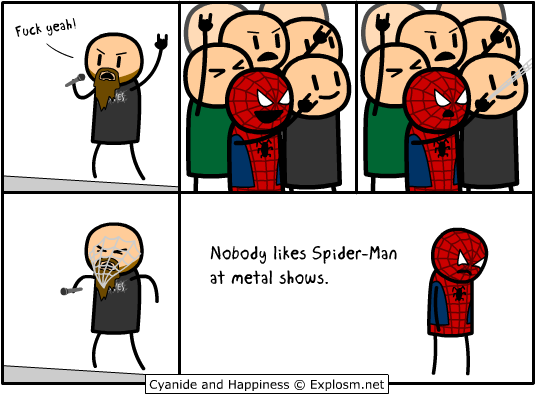 Fuck yeah!
Nobody likes Spider-Man
at metal shows.
Cyanide and Happiness © Explosm.net